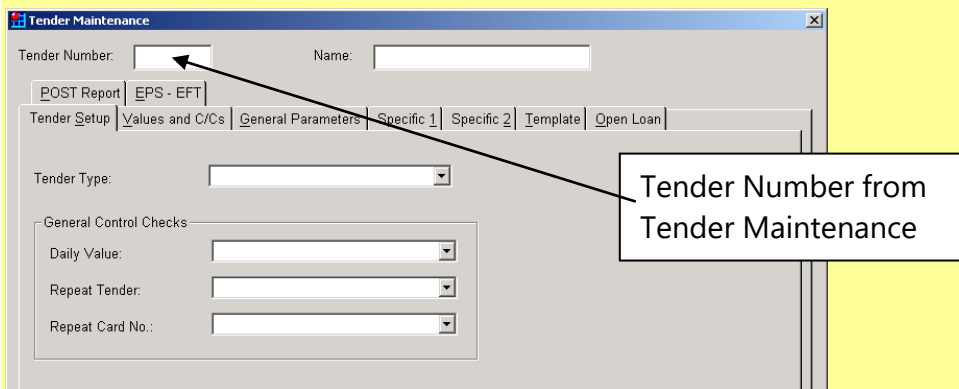 Tender Maintenance
Tender Number:
Name:
POST Report EPS - EFT
Tender Setup Values and C/Cs General Parameters Specific 1 Specific 2 Template Open Loan
Tender Type:
Tender Number from
Tender Maintenance
General Control Checks
Daily Value:
Repeat Tender:
Repeat Card No.: